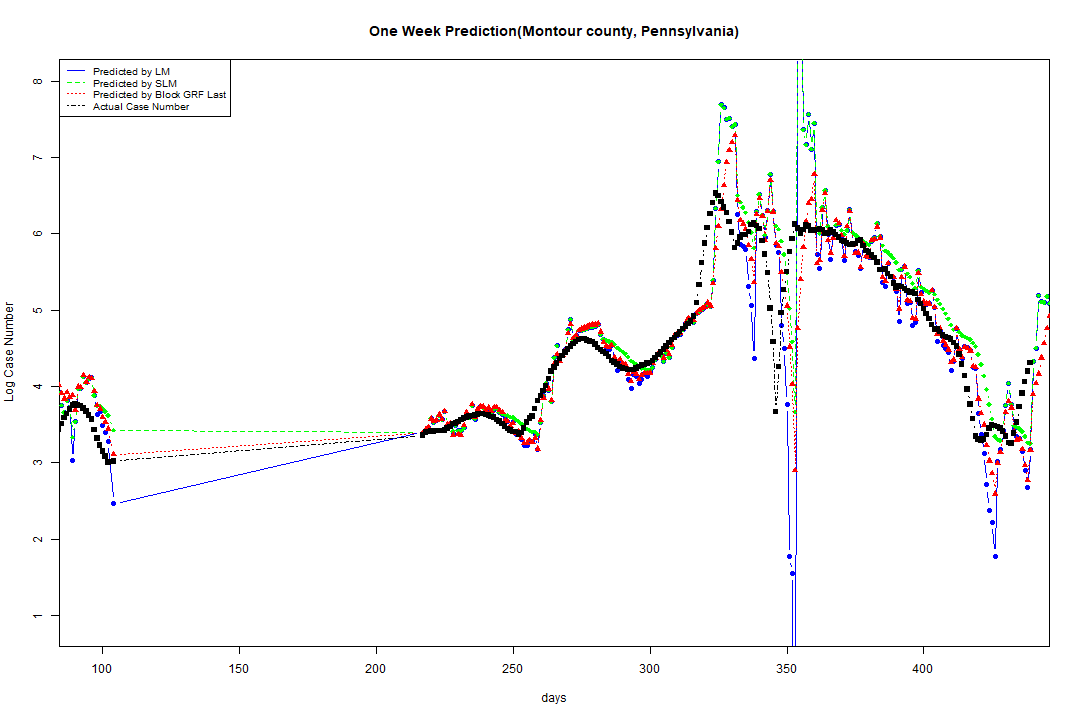 One Week Prediction(Montour county, Pennsylvania)
Predicted by LM
Predicted by SLM
Predicted by Block GRF Last
Actual Case Number
Log Case Number
8
7
6
5
4
3
2
1
100 150 200 250 300 350 400
days